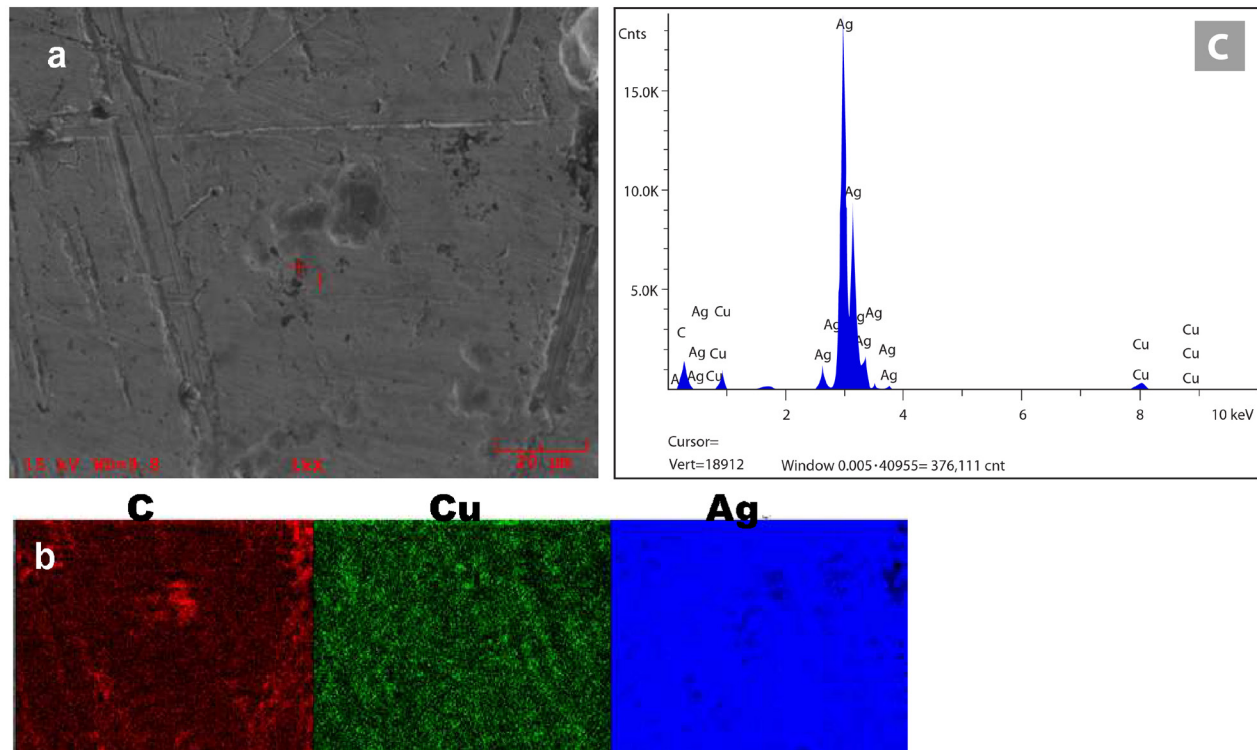 a
15 kV WD=9.9 1kX 20 µm
1
C
Cnts
15.0K
10.0K
5.0K
Ag
Ag
Ag Cu
C
Ag Cu
Ag Cu
Ag
Ag
Ag
Ag
Ag
Ag
Ag
Cu
Cu
Cu
Cu
Cu
2 4 6 8 10 keV
Cursor=
Vert=18912 Window 0.005·40955= 376,111 cnt
C Cu Ag
b